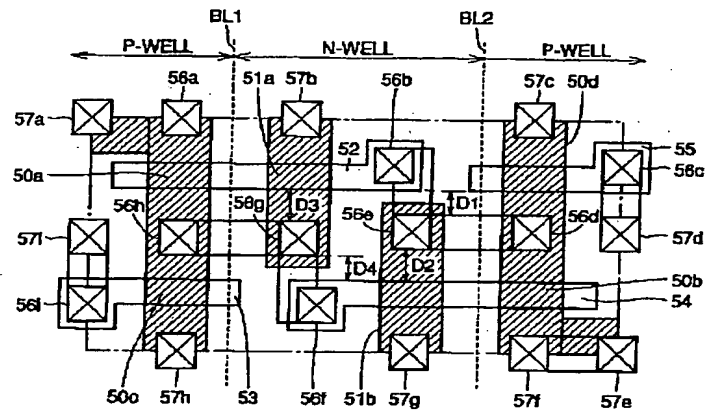 BL1 BL2
P-WELL N-WELL P-WELL
56a 51a 57b 56b 57c 50d
57a
52 55
50a 56c
D3 D1
56h 56g 56e 56d
57i 57d
D4 D2
56i 50b
54
50c 53 56f 51b
57h 57g 57f 57e